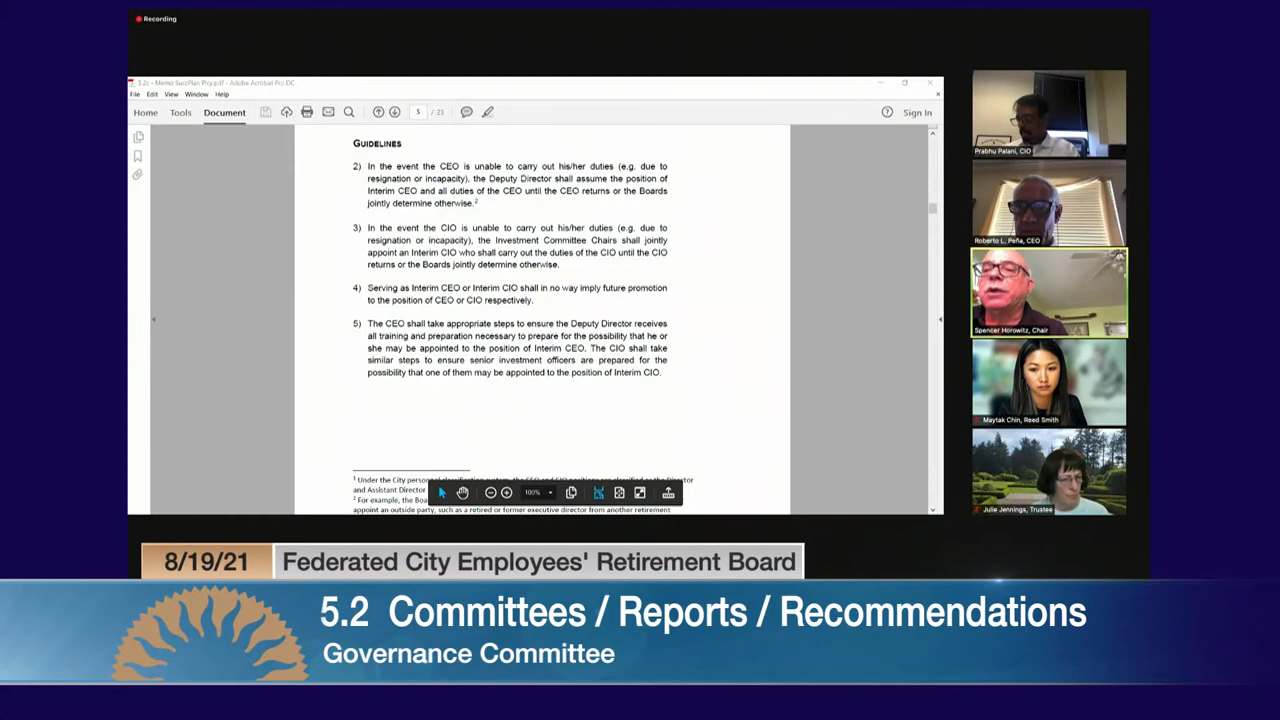 Recording
5.2c - Memo SuccPlan Plcy.pdf - Adobe Acrobat Pro DC
File Edit View Window Help
Home Tools Document 5 / 23 Sign In
GUIDELINES
2) In the event the CEO is unable to carry out his/her duties (e.g. due to
resignation or incapacity), the Deputy Director shall assume the position of
Interim CEO and all duties of the CEO until the CEO returns or the Boards
jointly determine otherwise.2
3) In the event the CIO is unable to carry out his/her duties (e.g. due to
resignation or incapacity), the Investment Committee Chairs shall jointly
appoint an Interim CIO who shall carry out the duties of the CIO until the CIO
returns or the Boards jointly determine otherwise.
4) Serving as Interim CEO or Interim CIO shall in no way imply future promotion
to the position of CEO or CIO respectively.
5) The CEO shall take appropriate steps to ensure the Deputy Director receives
all training and preparation necessary to prepare for the possibility that he or
she may be appointed to the position of Interim CEO. The CIO shall take
similar steps to ensure senior investment officers are prepared for the
possibility that one of them may be appointed to the position of Interim CIO.
1 Under the City
and Assistant Director
2 For example, the
appoint an outside party, such as a retired or former executive director from another retirement
100%
Prabhu Palani, CIO
Roberto L. Peña, CEO
Spencer Horowitz, Chair
Maytak Chin, Reed Smith
Julie Jennings, Trustee
8/19/21 Federated City Employees' Retirement Board
5.2 Committees / Reports / Recommendations
Governance Committee